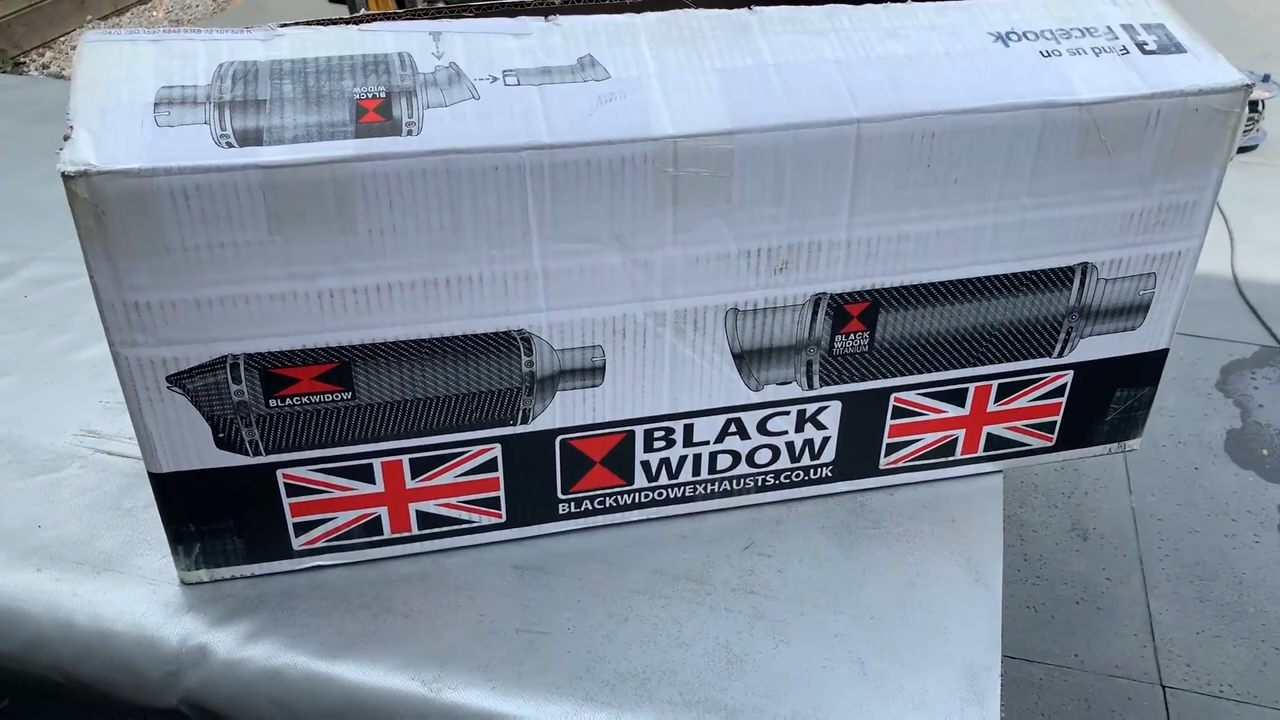 Find us on
Facebook
BLACK
WIDOW
BLACKWIDOW
BLACK
WIDOW
TITANIUM
BLACK
WIDOW
BLACKWIDOWEXHAUSTS.CO.UK